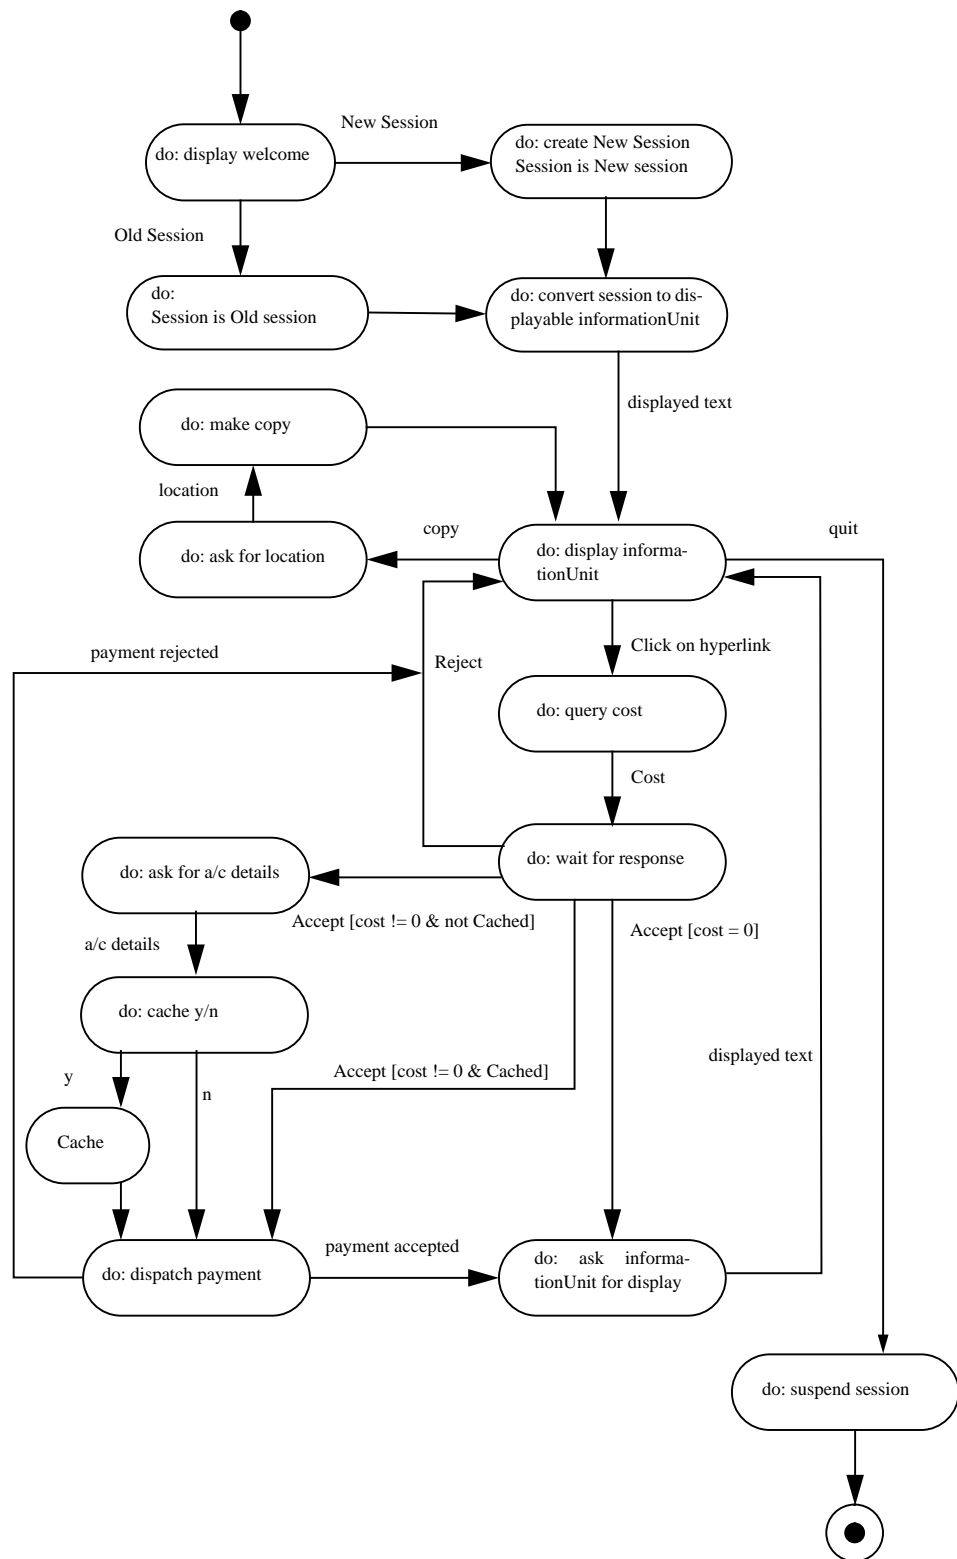 New Session
do: display welcome
do: create New Session
Session is New session
Old Session
do:
Session is Old session
do: convert session to dis-
playable informationUnit
displayed text
do: make copy
location
do: ask for location
copy
do: display informa-
tionUnit
quit
payment rejected
Reject
Click on hyperlink
do: query cost
Cost
do: wait for response
do: ask for a/c details
Accept [cost != 0 & not Cached]
Accept [cost = 0]
a/c details
do: cache y/n
displayed text
Accept [cost != 0 & Cached]
y
n
Cache
do: dispatch payment
payment accepted
do: ask informa-
tionUnit for display
do: suspend session